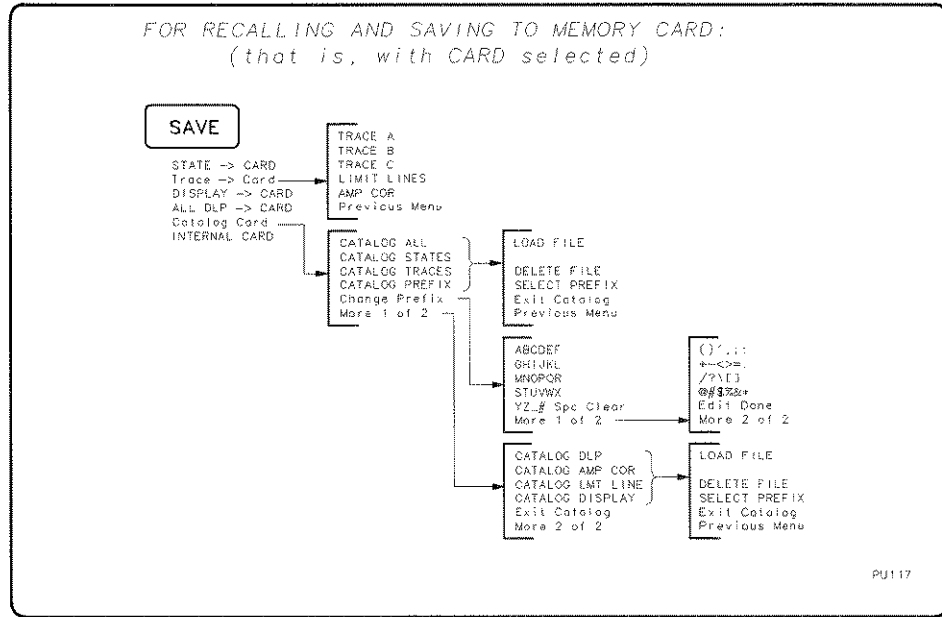 FOR RECALLING AND SAVING TO MEMORY CARD:
(that is, with CARD selected)
SAVE
STATE -> CARD
Trace -> Card
DISPLAY -> CARD
ALL DLP -> CARD
Catalog Card
INTERNAL CARD
TRACE A
TRACE B
TRACE C
LIMIT LINES
AMP COR
Previous Menu
CATALOG ALL
CATALOG STATES
CATALOG TRACES
CATALOG PREFIX
Change Prefix
More 1 of 2
LOAD FILE
DELETE FILE
SELECT PREFIX
Exit Catalog
Previous Menu
ABCDEF
GHIJKL
MNOPQR
STUVWX
YZ_# Spc Clear
More 1 of 2
Edit Done
More 2 of 2
CATALOG DLP
CATALOG AMP COR
CATALOG LMT LINE
CATALOG DISPLAY
Exit Catalog
More 2 of 2
LOAD FILE
DELETE FILE
SELECT PREFIX
Exit Catalog
Previous Menu
PU117